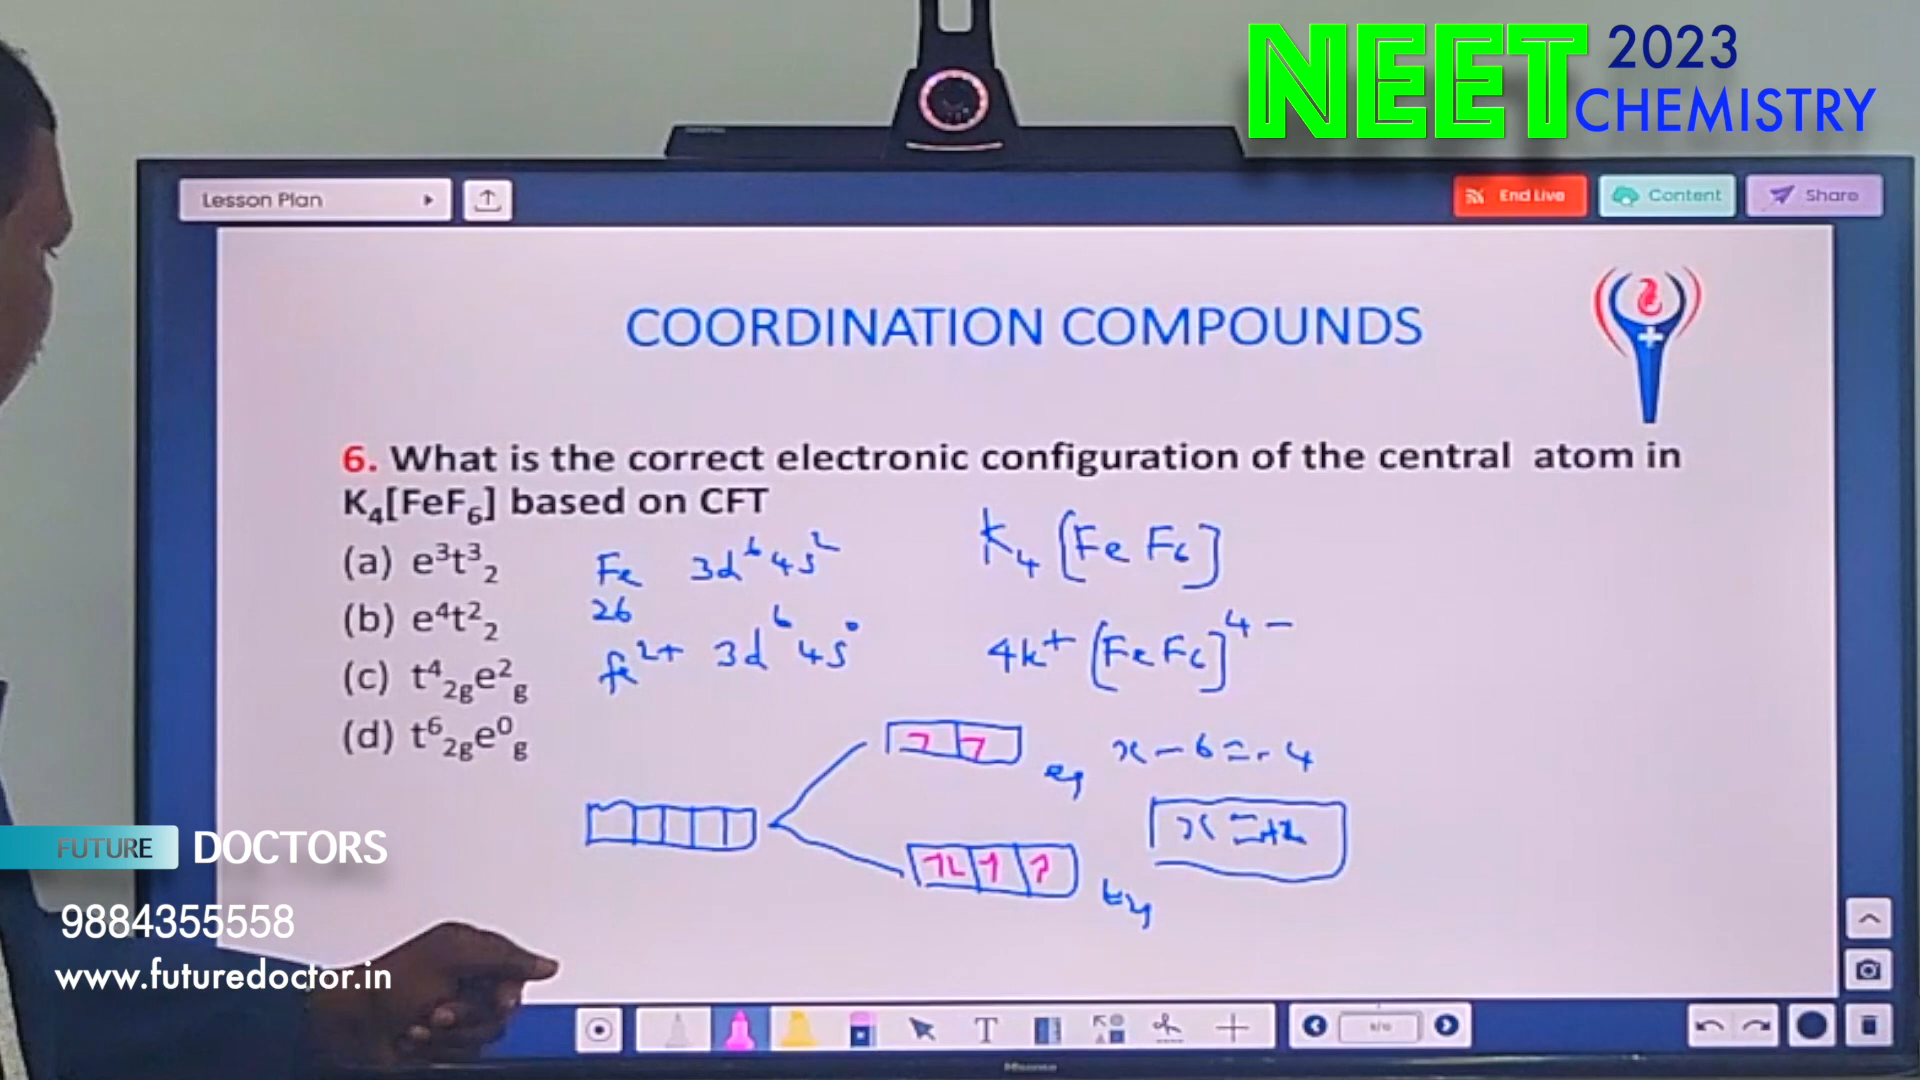 NEET 2023
CHEMISTRY
Lesson Plan
End Live
Content
Share
COORDINATION COMPOUNDS
6. What is the correct electronic configuration of the central atom in
K₄[FeF₆] based on CFT
(a) e³t³₂
(b) e⁴t²₂
(c) t⁴₂ge²g
(d) t⁶₂ge⁰g
Fe 3d⁶ 4s²
26
Fe²⁺ 3d⁶ 4s⁰
K₄ [Fe F₆]
4K⁺ [Fe F₆]⁴⁻
eg
x - 6 = - 4
x = +2
t₂g
FUTURE DOCTORS
9884355558
www.futuredoctor.in
T
Hisense